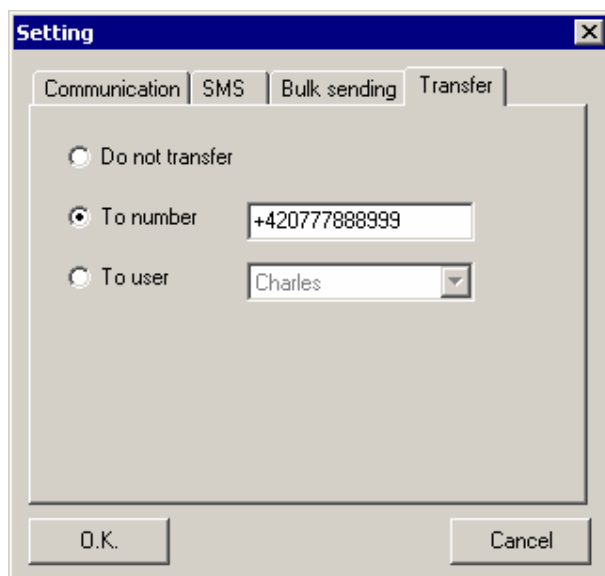 Setting
Communication SMS Bulk sending Transfer
Do not transfer
To number +420777888999
To user Charles
O.K. Cancel